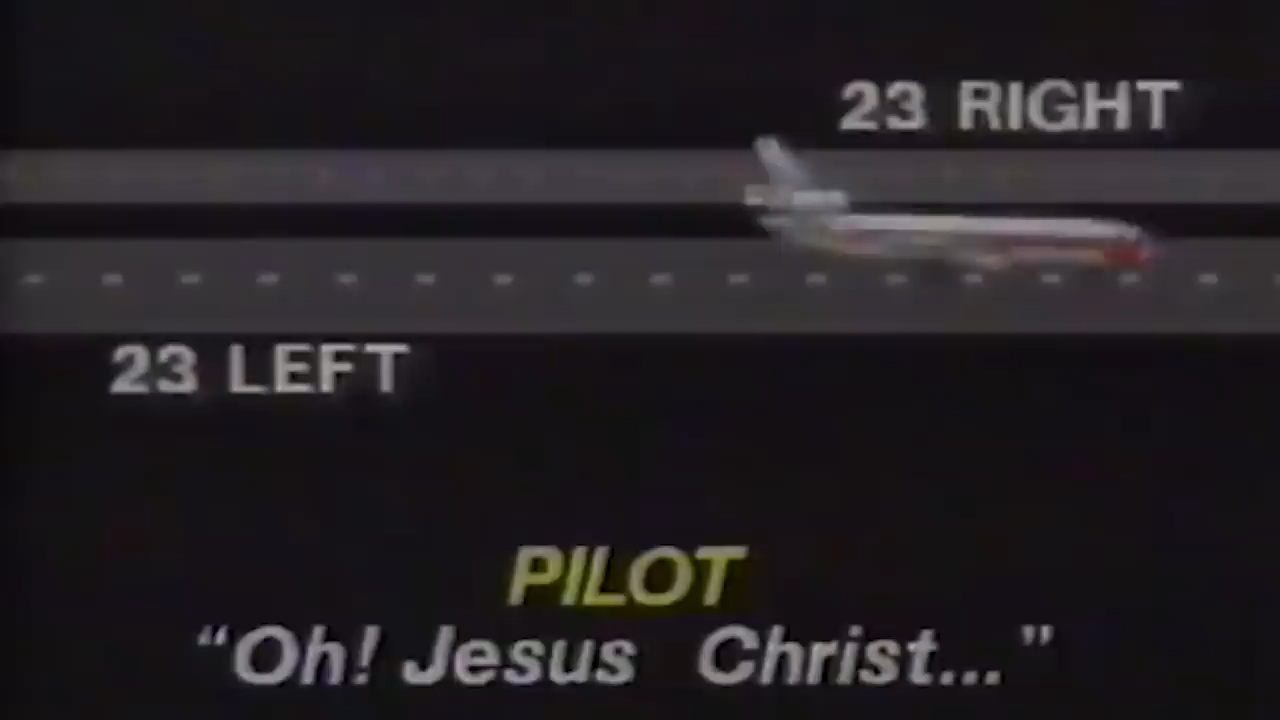 23 RIGHT
23 LEFT
PILOT
“Oh! Jesus Christ...”